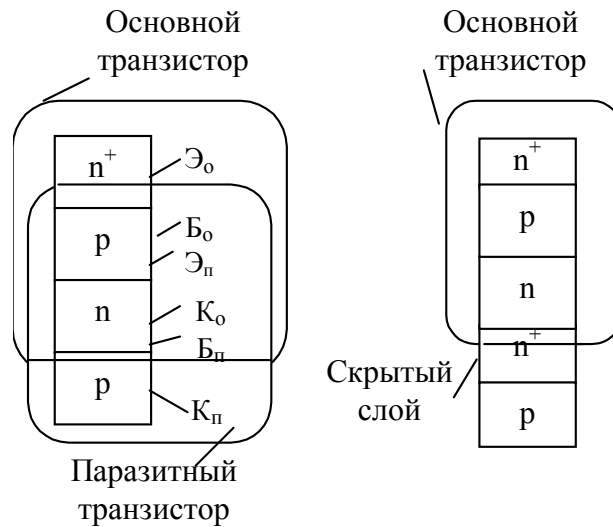 Основной
транзистор
n+
Эо
p
Бо
Эп
n
Ко
Бп
p
Кп
Паразитный
транзистор
Основной
транзистор
n+
p
n
n+
Скрытый
слой
p